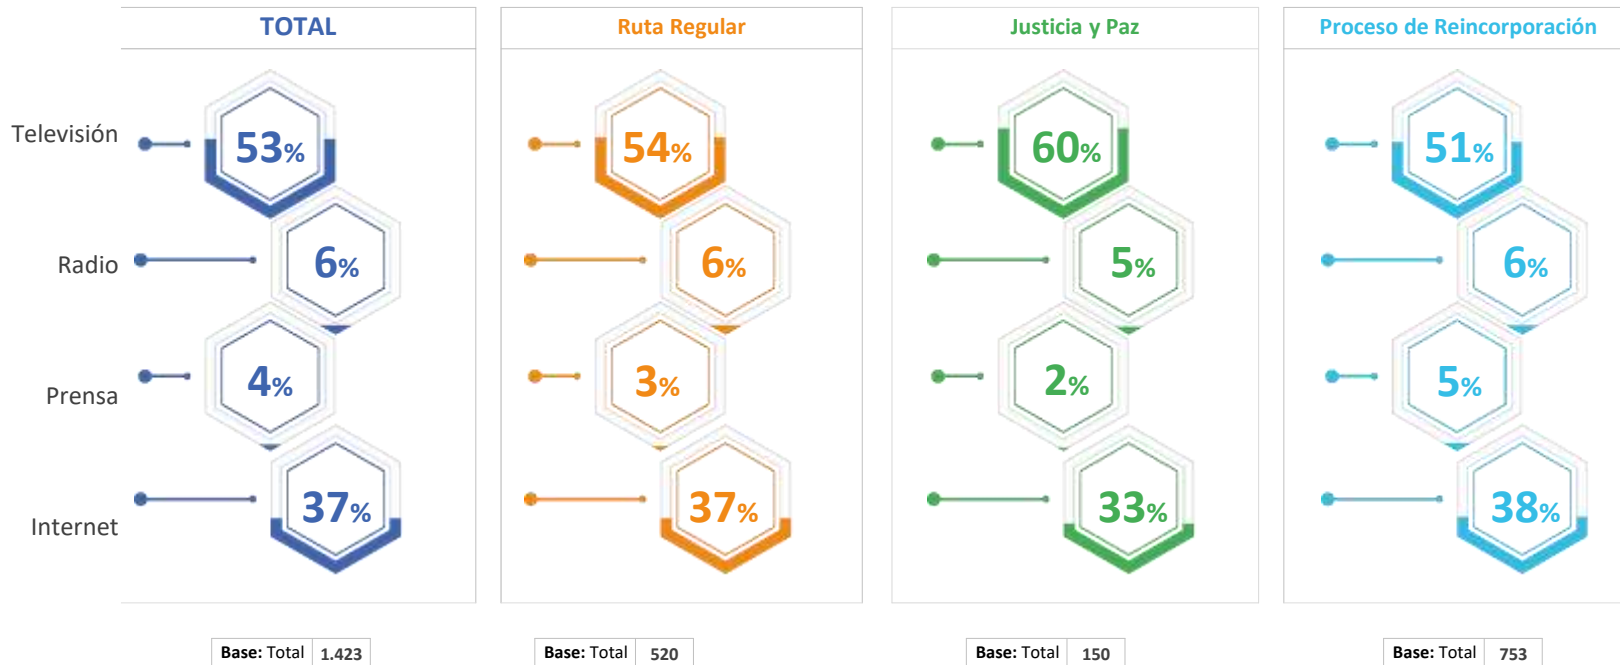 TOTAL
Ruta Regular
Justicia y Paz
Proceso de Reincorporación
Televisión
53%
54%
60%
51%
Radio
6%
6%
5%
6%
Prensa
4%
3%
2%
5%
Internet
37%
37%
33%
38%
Base: Total 1.423
Base: Total 520
Base: Total 150
Base: Total 753